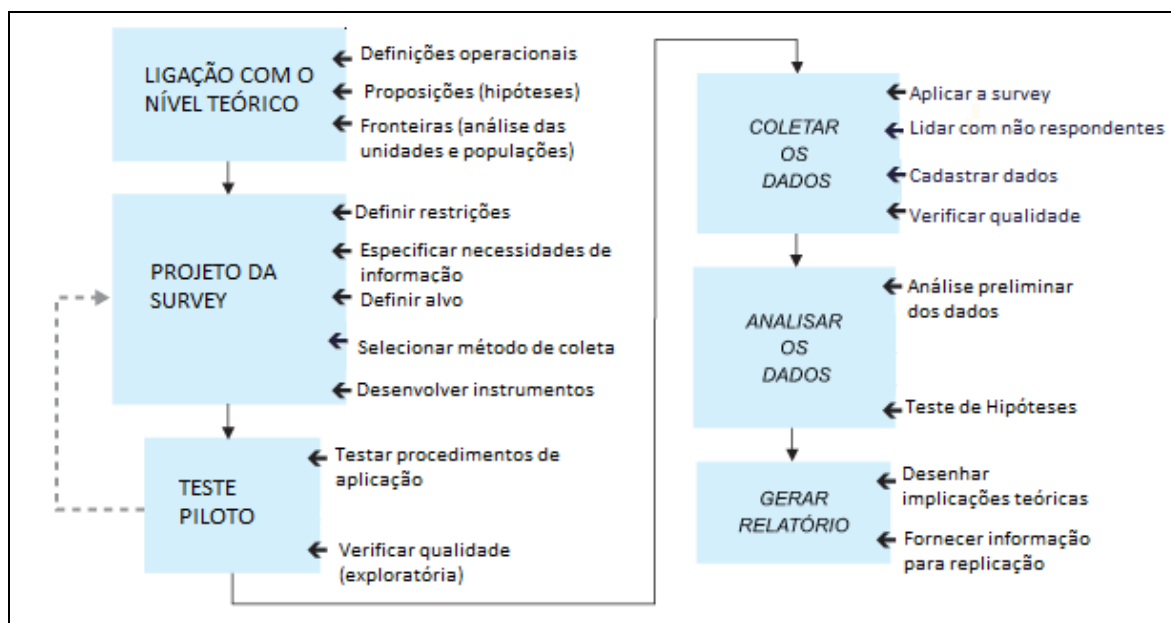 LIGAÇÃO COM O
NÍVEL TEÓRICO
Definições operacionais
Proposições (hipóteses)
Fronteiras (análise das
unidades e populações)
PROJETO DA
SURVEY
Definir restrições
Especificar necessidades de
informação
Definir alvo
Selecionar método de coleta
Desenvolver instrumentos
TESTE
PILOTO
Testar procedimentos de
aplicação
Verificar qualidade
(exploratória)
COLETAR
OS
DADOS
Aplicar a survey
Lidar com não respondentes
Cadastrar dados
Verificar qualidade
ANALISAR
OS
DADOS
Análise preliminar
dos dados
Teste de Hipóteses
GERAR
RELATÓRIO
Desenhar
implicações teóricas
Fornecer informação
para replicação